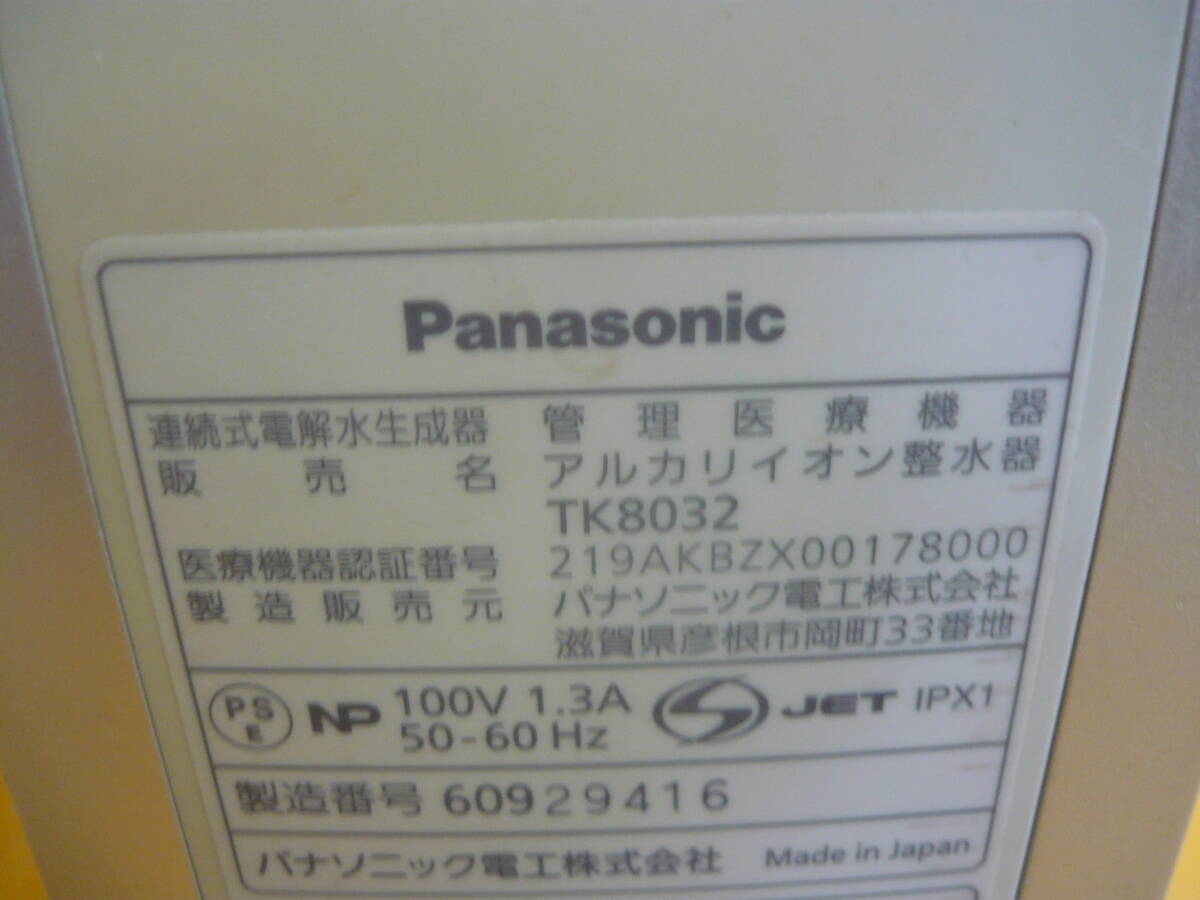 Panasonic
連続式電解水生成器 管理医療機器
販売名 アルカリイオン整水器
TK8032
医療機器認証番号 219AKBZX00178000
製造販売元 パナソニック電工株式会社
滋賀県彦根市岡町33番地
PSE NP 100V 1.3A JET IPX1
50-60Hz
製造番号 60929416
パナソニック電工株式会社 Made in Japan